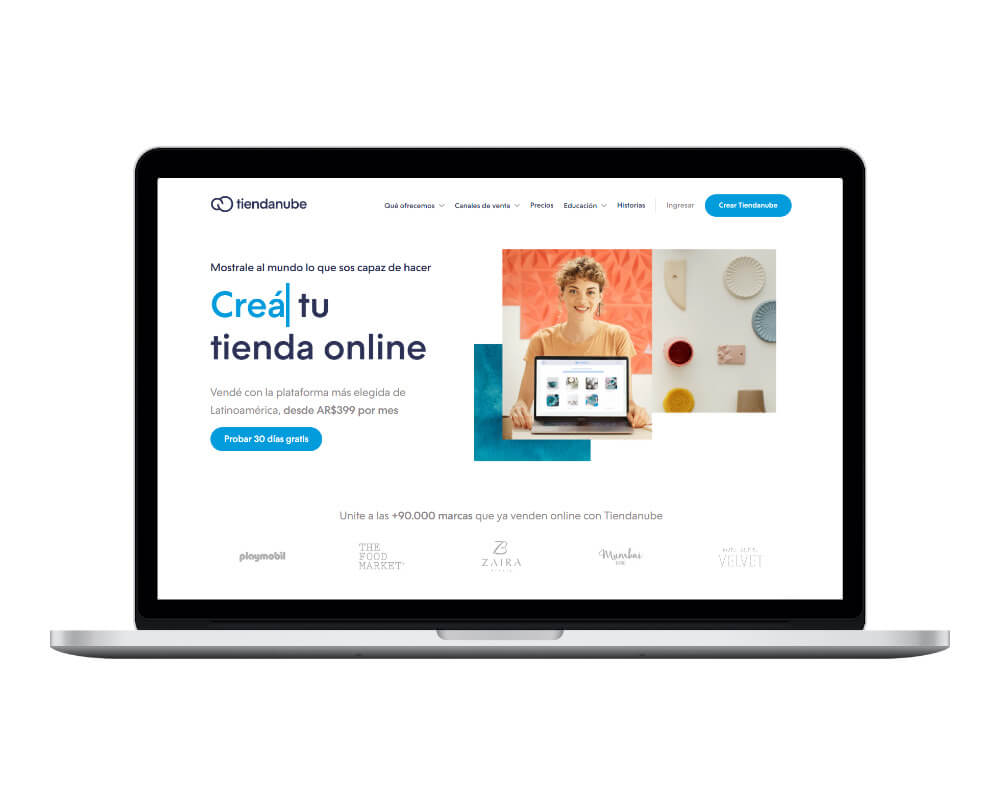 tiendanube
Qué ofrecemos
Canales de venta
Precios
Educación
Historias
Ingresar
Crear Tiendanube
Mostrale al mundo lo que sos capaz de hacer
Creá tu
tienda online
Vendé con la plataforma más elegida de
Latinoamérica, desde AR$399 por mes
Probar 30 días gratis
Unite a las +90.000 marcas que ya venden online con Tiendanube
playmobil
THE
FOOD
MARKET
ZB
ZAIRA
Mumbai
VELVET